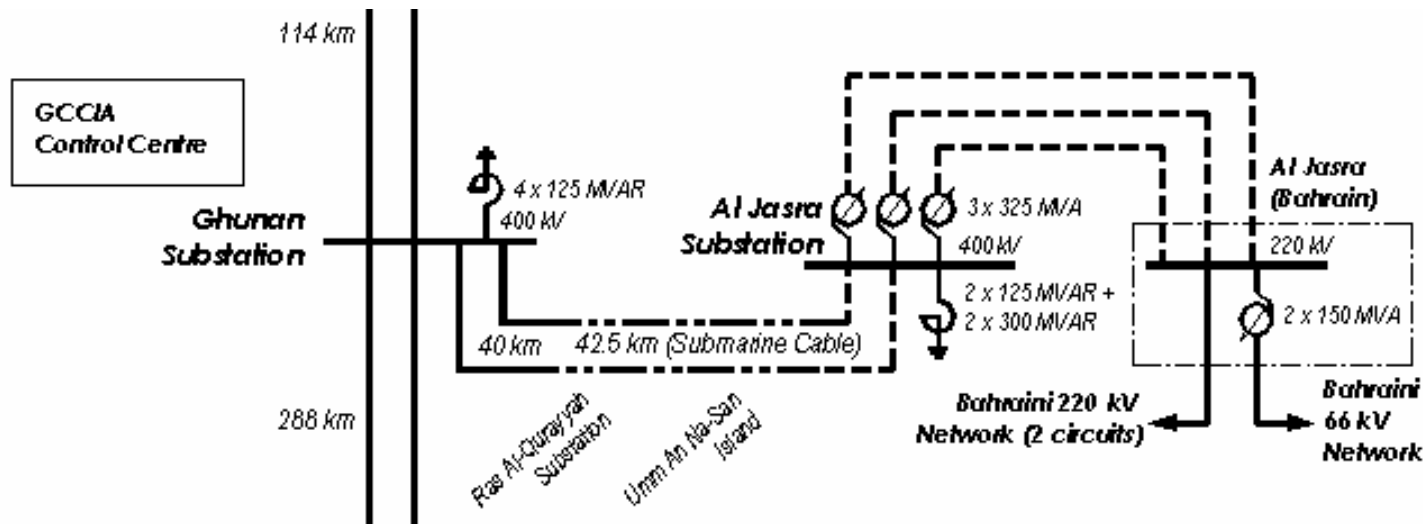 114 km
GCCIA
Control Centre
4 x 125 MVAR
400 kV
Ghunan
Substation
Al Jasra
Substation
3 x 325 MVA
400 kV
Al Jasra
(Bahrain)
220 kV
2 x 125 MVAR +
2 x 300 MVAR
2 x 150 MVA
40 km
42.5 km (Submarine Cable)
288 km
Ras Al-Qurayyah
Substation
Umm An Na-San
Island
Bahraini 220 kV
Network (2 circuits)
Bahraini
66 kV
Network